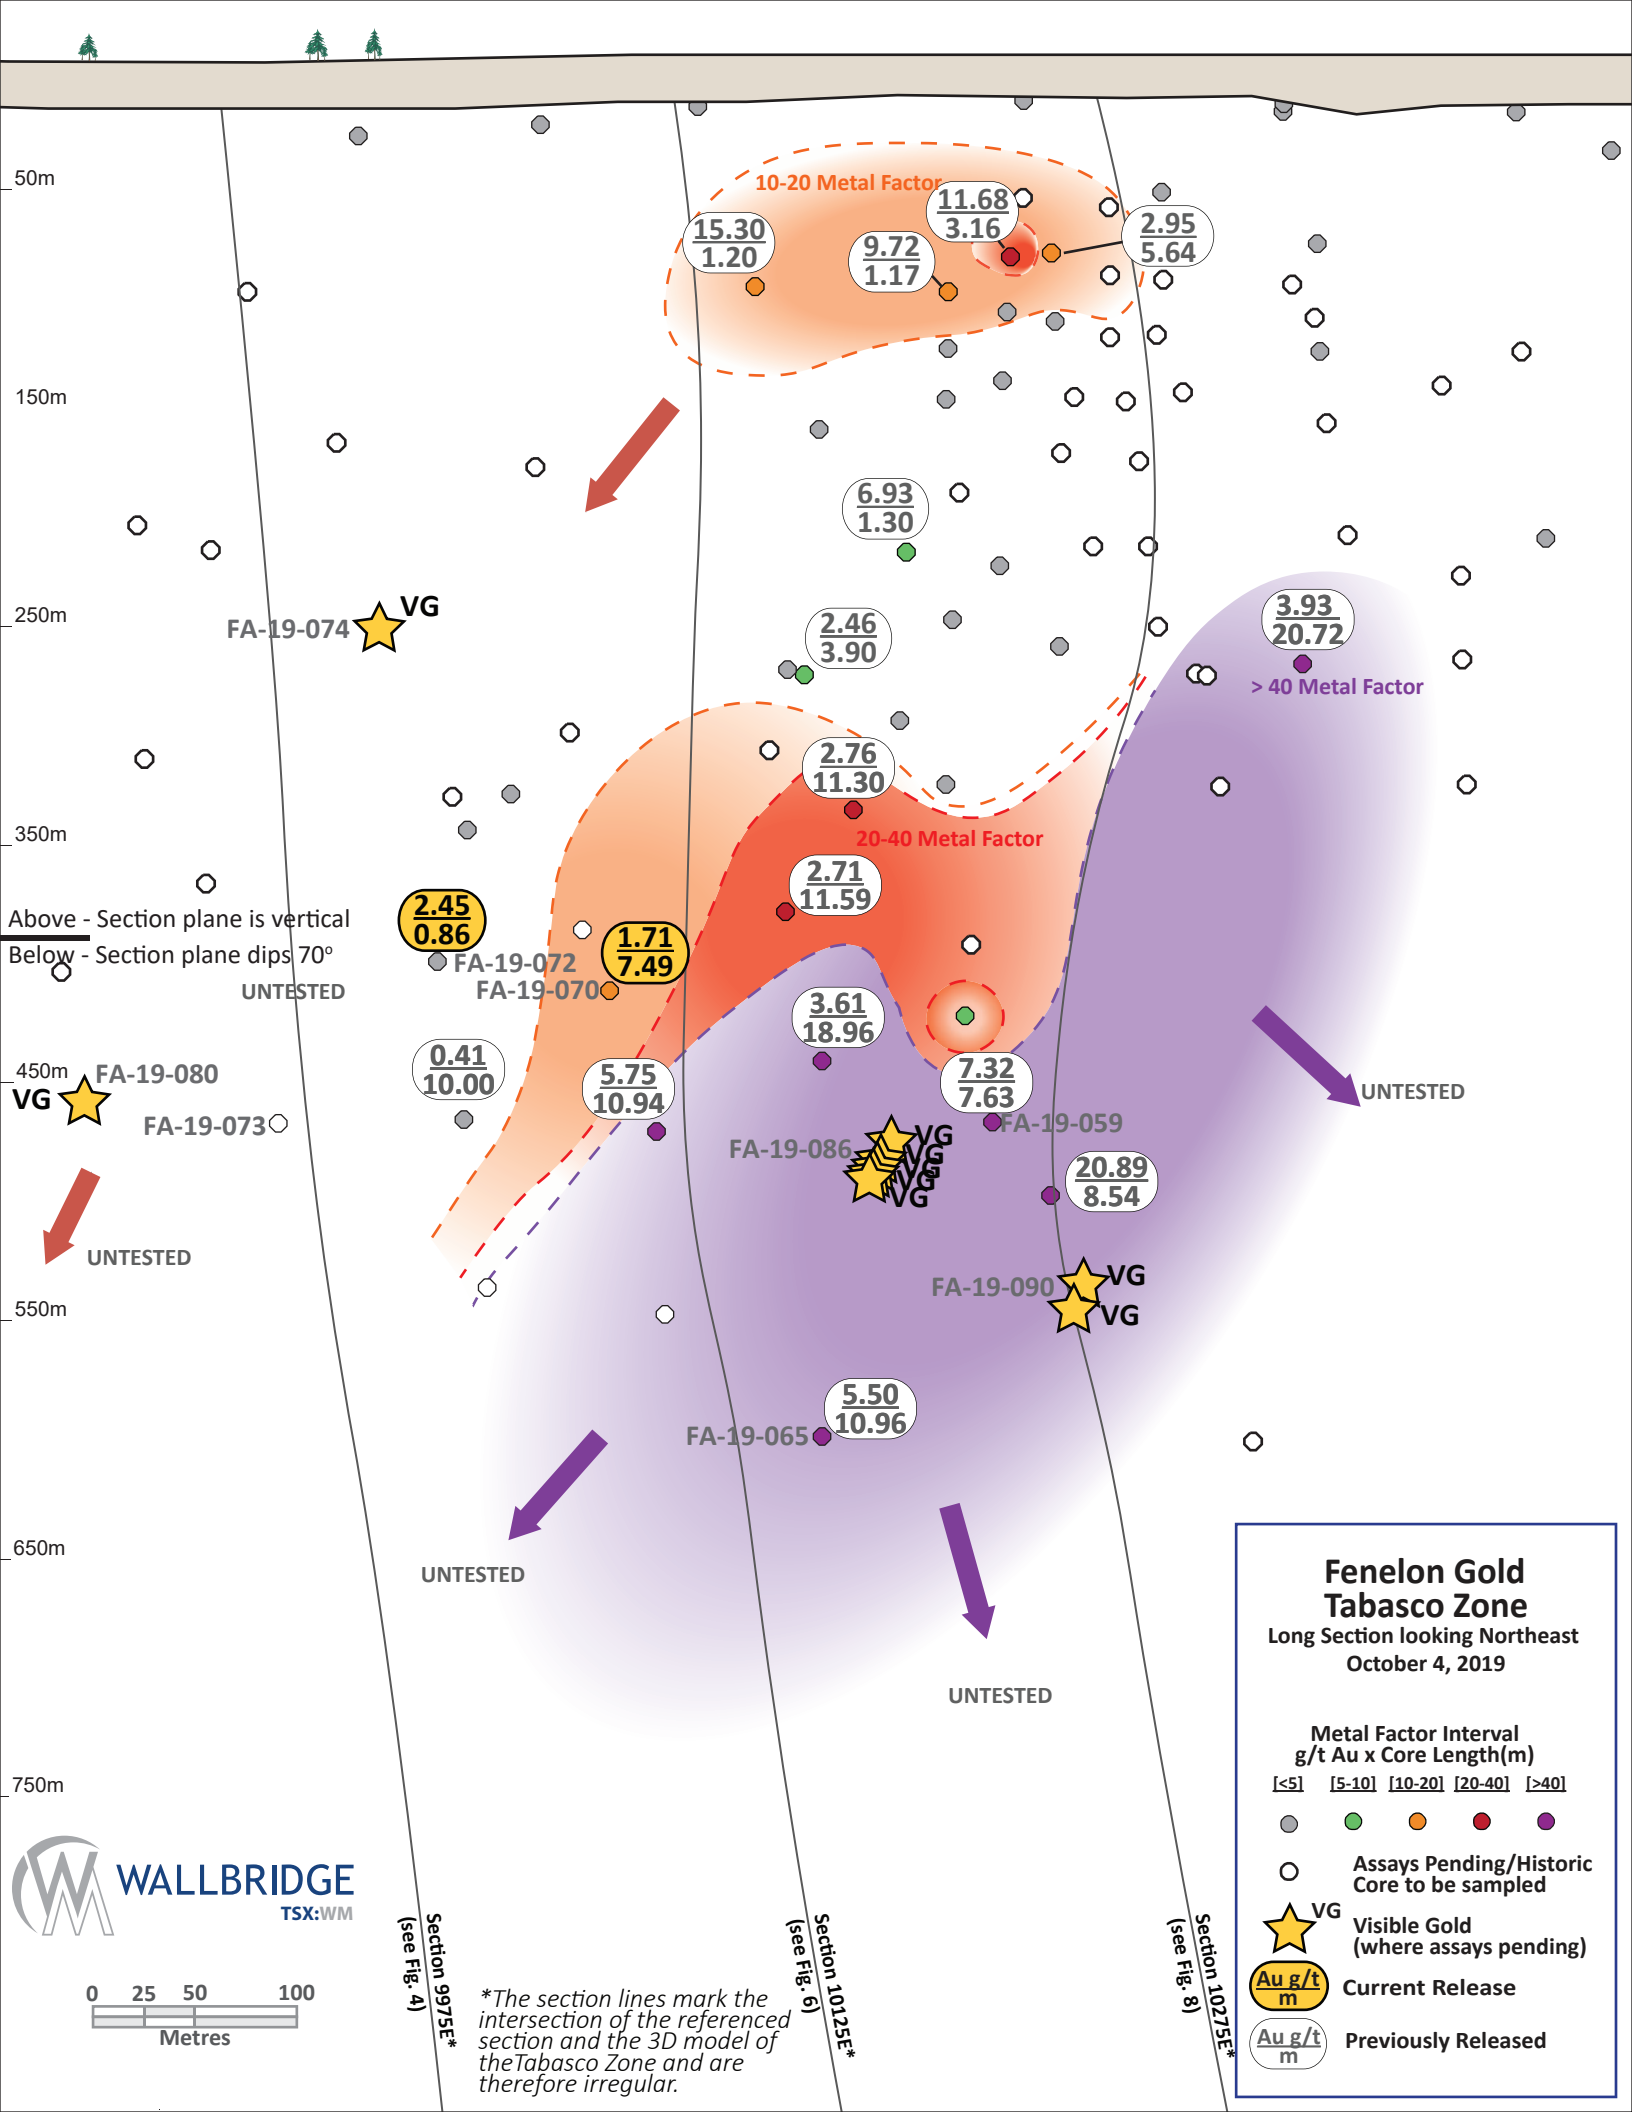 50m
10-20 Metal Factor
11.68
3.16
15.30
1.20
9.72
1.17
2.95
5.64
150m
6.93
1.30
250m
FA-19-074
VG
2.46
3.90
3.93
20.72
> 40 Metal Factor
2.76
11.30
350m
20-40 Metal Factor
2.71
11.59
Above - Section plane is vertical
Below - Section plane dips 70º
2.45
0.86
FA-19-072
1.71
7.49
FA-19-070
UNTESTED
3.61
18.96
450m
FA-19-080
VG
FA-19-073
0.41
10.00
5.75
10.94
7.32
7.63
FA-19-059
UNTESTED
FA-19-086
VG
VG
VG
VG
VG
20.89
8.54
UNTESTED
FA-19-090
VG
VG
550m
5.50
10.96
FA-19-065
650m
UNTESTED
UNTESTED
750m
Fenelon Gold
Tabasco Zone
Long Section looking Northeast
October 4, 2019
Metal Factor Interval
g/t Au x Core Length(m)
[<5] [5-10] [10-20] [20-40] [>40]
Assays Pending/Historic
Core to be sampled
VG
Visible Gold
(where assays pending)
Au g/t
m
Current Release
Au g/t
m
Previously Released
WALLBRIDGE
TSX:WM
0 25 50 100
Metres
Section 9975E*
(see Fig. 4)
Section 10125E*
(see Fig. 6)
Section 10275E*
(see Fig. 8)
*The section lines mark the
intersection of the referenced
section and the 3D model of
theTabasco Zone and are
therefore irregular.